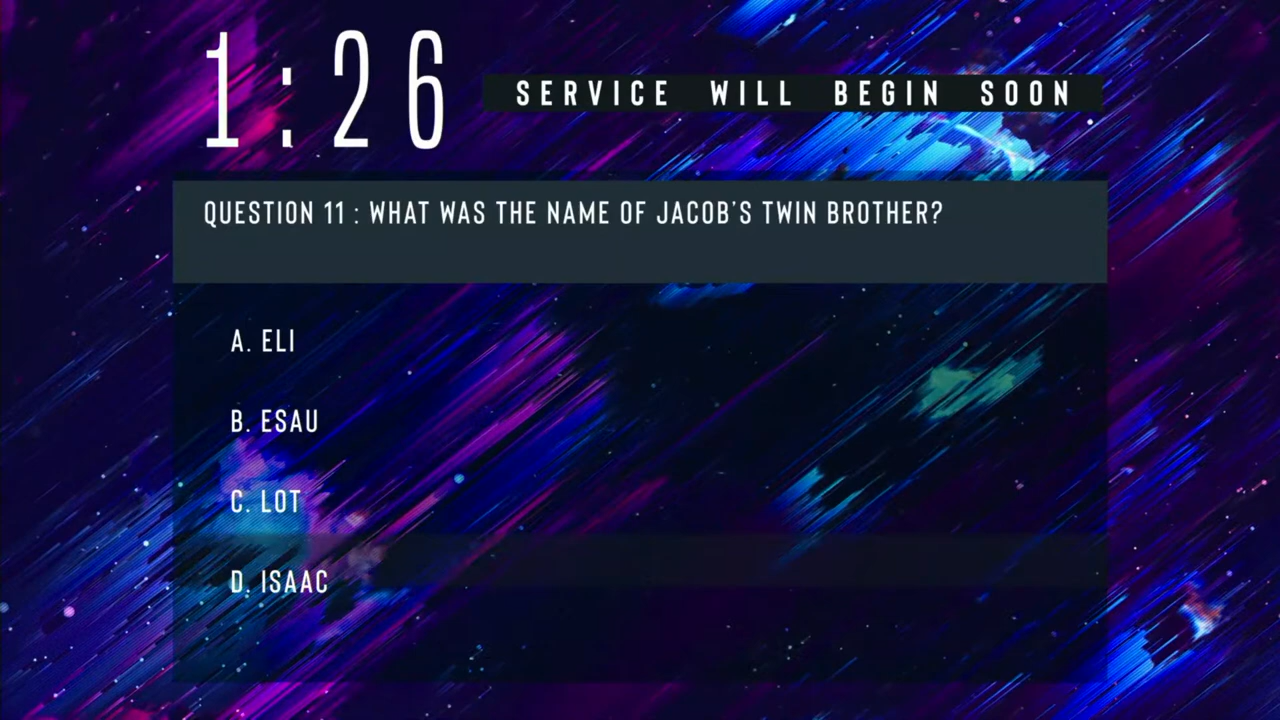 1:26
SERVICE WILL BEGIN SOON
QUESTION 11 : WHAT WAS THE NAME OF JACOB'S TWIN BROTHER?
A. ELI
B. ESAU
C. LOT
D. ISAAC